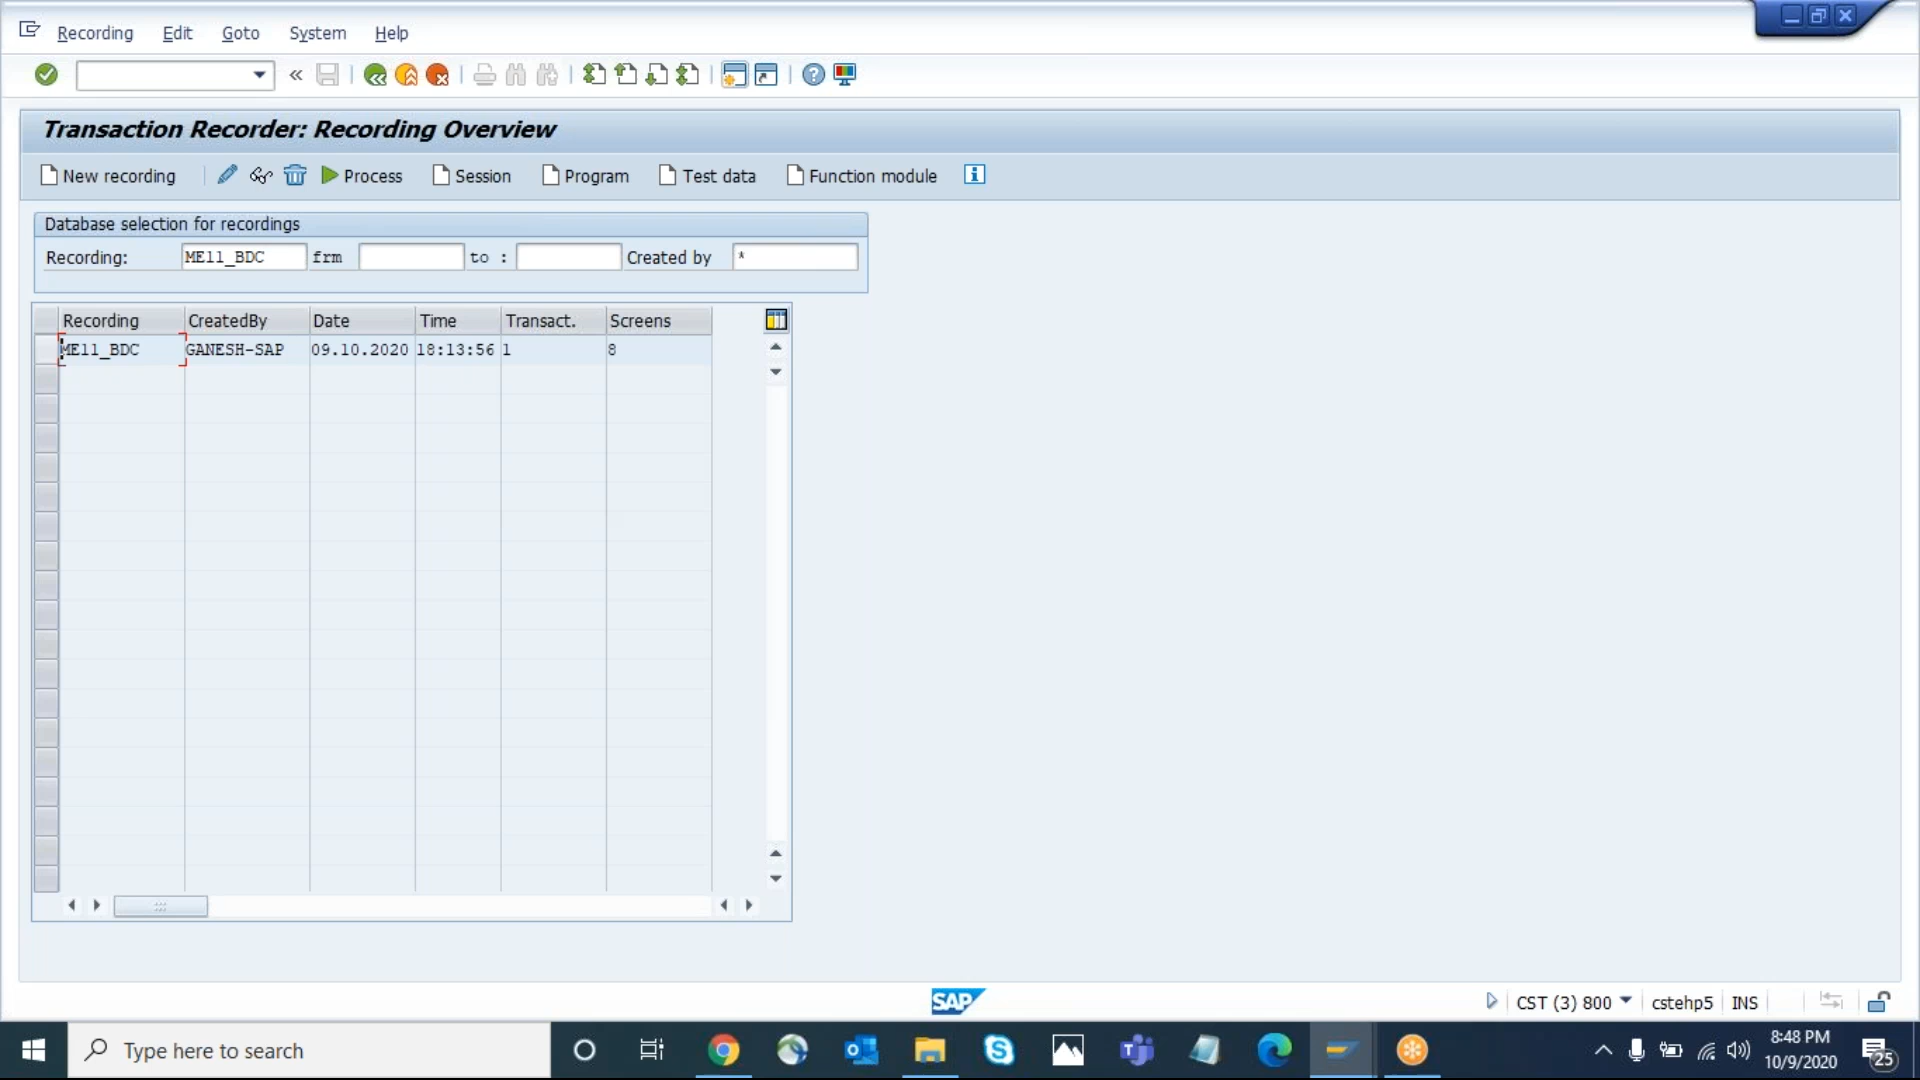 Recording Edit Goto System Help
Transaction Recorder: Recording Overview
New recording Process Session Program Test data Function module
Database selection for recordings
Recording: ME11_BDC frm to : Created by *
Recording CreatedBy Date Time Transact. Screens
ME11_BDC GANESH-SAP 09.10.2020 18:13:56 1 8
SAP
CST (3) 800 cstehp5 INS
Type here to search
8:48 PM
10/9/2020
25